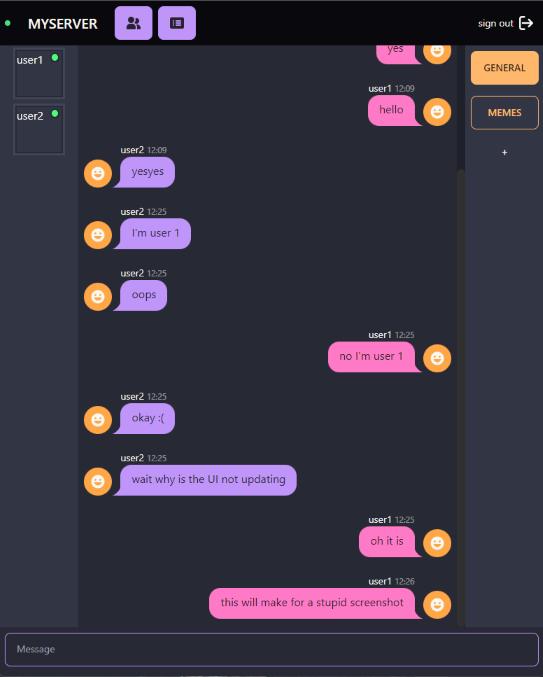 MYSERVER
sign out
user1
user2
yes
user1 12:09
hello
user2 12:09
yesyes
user2 12:25
I'm user 1
user2 12:25
oops
user1 12:25
no I'm user 1
user2 12:25
okay :(
user2 12:25
wait why is the UI not updating
user1 12:25
oh it is
user1 12:26
this will make for a stupid screenshot
GENERAL
MEMES
+
Message